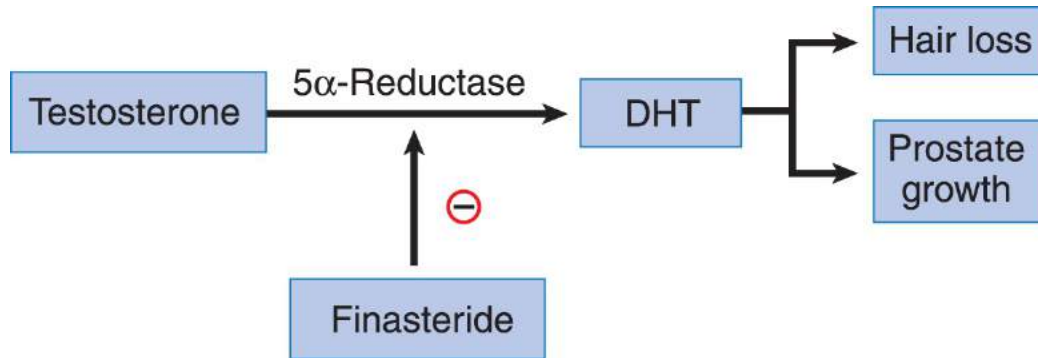 Testosterone
5α-Reductase
DHT
Hair loss
Prostate
growth
−
Finasteride